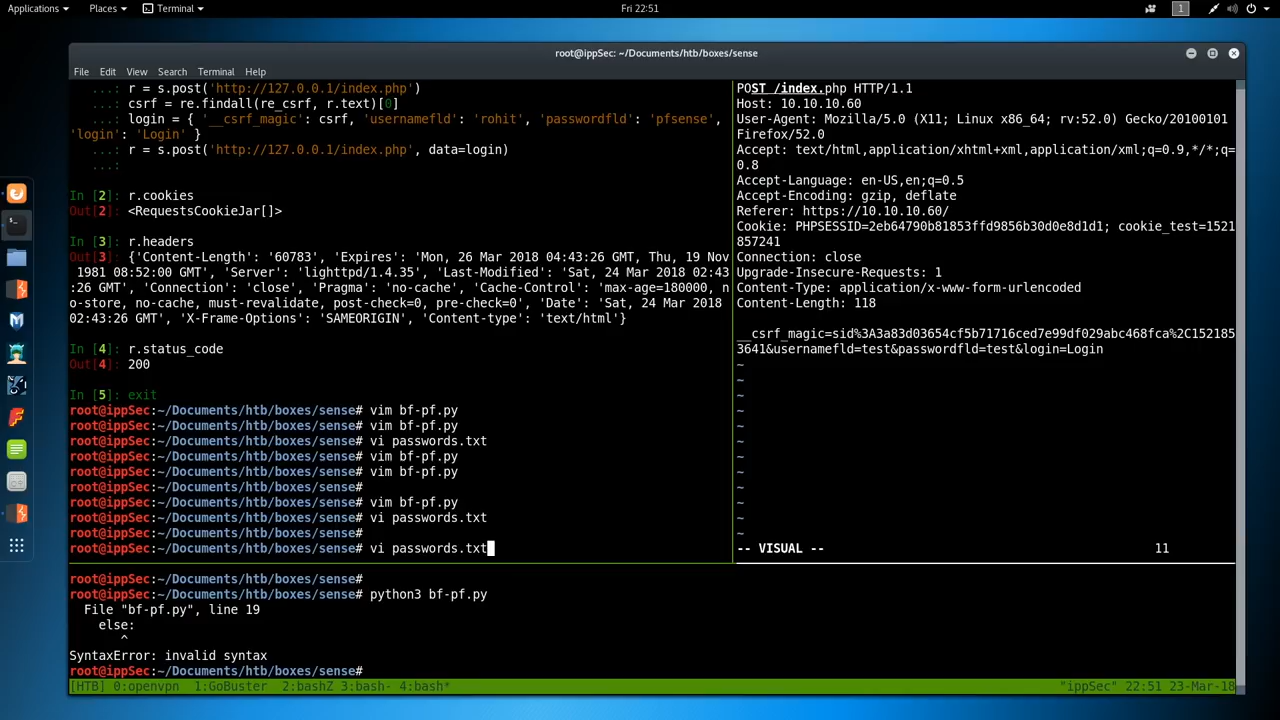 Applications Places Terminal Fri 22:51 1
root@ippSec: ~/Documents/htb/boxes/sense
File Edit View Search Terminal Help
...: r = s.post('http://127.0.0.1/index.php')
...: csrf = re.findall(re_csrf, r.text)[0]
...: login = { '__csrf_magic': csrf, 'usernamefld': 'rohit', 'passwordfld': 'pfsense',
'login': 'Login' }
...: r = s.post('http://127.0.0.1/index.php', data=login)
...:
In [2]: r.cookies
Out[2]: <RequestsCookieJar[]>
In [3]: r.headers
Out[3]: {'Content-Length': '60783', 'Expires': 'Mon, 26 Mar 2018 04:43:26 GMT, Thu, 19 Nov
1981 08:52:00 GMT', 'Server': 'lighttpd/1.4.35', 'Last-Modified': 'Sat, 24 Mar 2018 02:43
:26 GMT', 'Connection': 'close', 'Pragma': 'no-cache', 'Cache-Control': 'max-age=180000, n
o-store, no-cache, must-revalidate, post-check=0, pre-check=0', 'Date': 'Sat, 24 Mar 2018
02:43:26 GMT', 'X-Frame-Options': 'SAMEORIGIN', 'Content-type': 'text/html'}
In [4]: r.status_code
Out[4]: 200
In [5]: exit
root@ippSec:~/Documents/htb/boxes/sense# vim bf-pf.py
root@ippSec:~/Documents/htb/boxes/sense# vim bf-pf.py
root@ippSec:~/Documents/htb/boxes/sense# vi passwords.txt
root@ippSec:~/Documents/htb/boxes/sense# vim bf-pf.py
root@ippSec:~/Documents/htb/boxes/sense# vim bf-pf.py
root@ippSec:~/Documents/htb/boxes/sense#
root@ippSec:~/Documents/htb/boxes/sense# vim bf-pf.py
root@ippSec:~/Documents/htb/boxes/sense# vi passwords.txt
root@ippSec:~/Documents/htb/boxes/sense#
root@ippSec:~/Documents/htb/boxes/sense# vi passwords.txt
POST /index.php HTTP/1.1
Host: 10.10.10.60
User-Agent: Mozilla/5.0 (X11; Linux x86_64; rv:52.0) Gecko/20100101
Firefox/52.0
Accept: text/html,application/xhtml+xml,application/xml;q=0.9,*/*;q=
0.8
Accept-Language: en-US,en;q=0.5
Accept-Encoding: gzip, deflate
Referer: https://10.10.10.60/
Cookie: PHPSESSID=2eb64790b81853ffd9856b30d0e8d1d1; cookie_test=1521
857241
Connection: close
Upgrade-Insecure-Requests: 1
Content-Type: application/x-www-form-urlencoded
Content-Length: 118
__csrf_magic=sid%3A3a83d03654cf5b71716ced7e99df029abc468fca%2C152185
3641&usernamefld=test&passwordfld=test&login=Login
~
~
~
~
~
~
~
~
~
~
~
~
-- VISUAL -- 11
root@ippSec:~/Documents/htb/boxes/sense#
root@ippSec:~/Documents/htb/boxes/sense# python3 bf-pf.py
File "bf-pf.py", line 19
else:
^
SyntaxError: invalid syntax
root@ippSec:~/Documents/htb/boxes/sense#
[HTB] 0:openvpn 1:GoBuster 2:bashZ 3:bash- 4:bash* "ippSec" 22:51 23-Mar-18